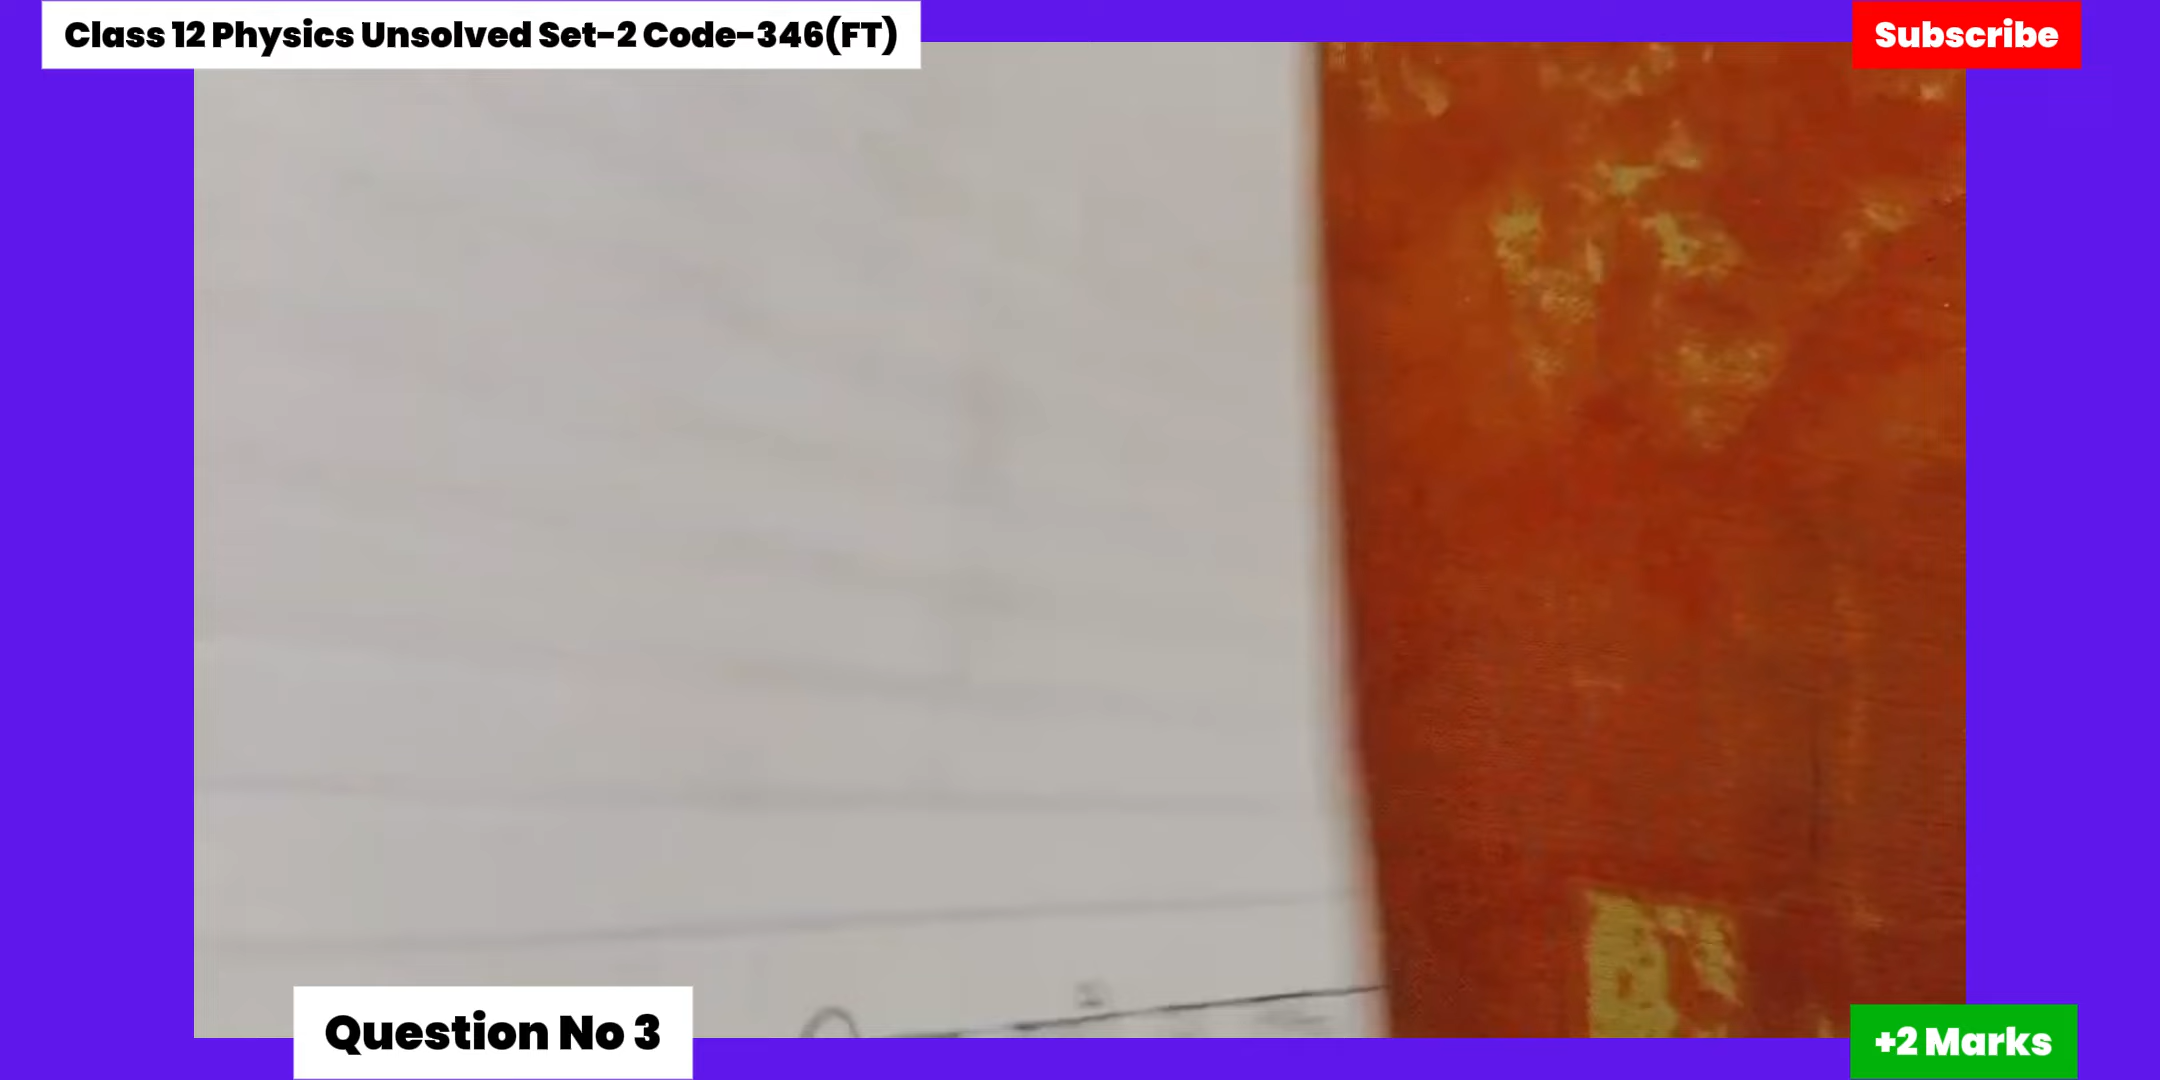 Class 12 Physics Unsolved Set-2 Code-346(FT)
Subscribe
Question No 3
+2 Marks